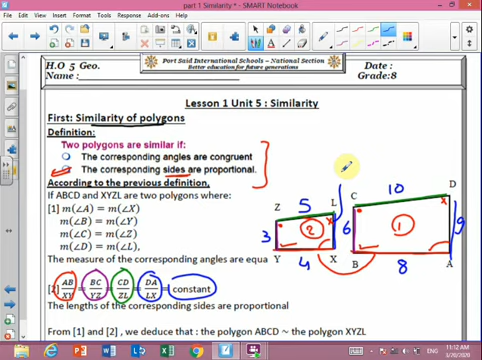 part 1 Similarity * - SMART Notebook
File Edit View Insert Format Tools Add-ons Response Help
H.O 5 Geo.
Name:
Port Said International Schools – National
Better education for future generations
Date :
Grade:8
Lesson 1 Unit 5 : Similarity
First: Similarity of polygons
Definition:
Two polygons are similar if:
The corresponding angles are congruent
The corresponding sides are proportional.
According to the previous definition,
If ABCD and XYZL are two polygons where:
[1] m(∠A) = m(∠X)
m(∠B) = m(∠Y)
m(∠C) = m(∠Z)
m(∠D) = m(∠L),
The measure of the corresponding angles are equa
[2] AB/XY = BC/YZ = CD/ZL = DA/LX = constant
The lengths of the corresponding sides are proportional
From [1] and [2] , we deduce that : the polygon ABCD ~ the polygon XYZL
Z 5 L
3 2
Y 4 X
C 10 D
6 1 9
B 8 A
11:12 AM
3/20/2020